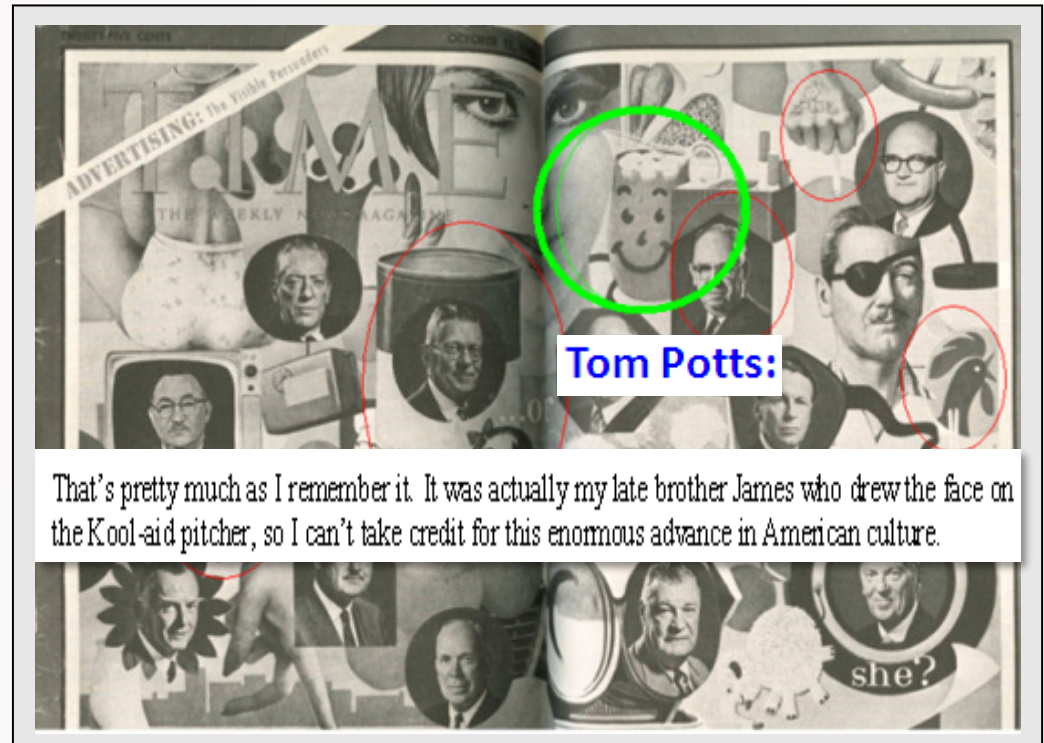 TWENTY-FIVE CENTS
ADVERTISING: The Visible Persuaders
TIME
THE WEEKLY NEWSMAGAZINE
Tom Potts:
That's pretty much as I remember it. It was actually my late brother James who drew the face on
the Kool-aid pitcher, so I can't take credit for this enormous advance in American culture.
she?